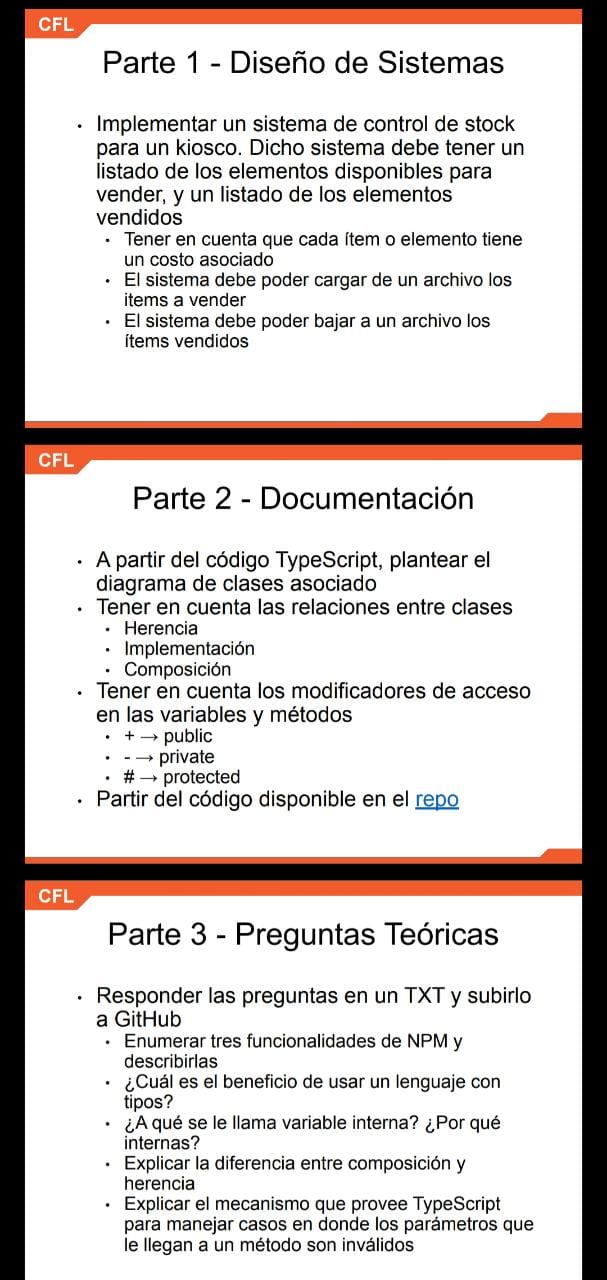 CFL
Parte 1 - Diseño de Sistemas
• Implementar un sistema de control de stock
para un kiosco. Dicho sistema debe tener un
listado de los elementos disponibles para
vender, y un listado de los elementos
vendidos
• Tener en cuenta que cada ítem o elemento tiene
un costo asociado
• El sistema debe poder cargar de un archivo los
items a vender
• El sistema debe poder bajar a un archivo los
ítems vendidos
CFL
Parte 2 - Documentación
• A partir del código TypeScript, plantear el
diagrama de clases asociado
• Tener en cuenta las relaciones entre clases
• Herencia
• Implementación
• Composición
• Tener en cuenta los modificadores de acceso
en las variables y métodos
• + → public
• - → private
• # → protected
• Partir del código disponible en el repo
CFL
Parte 3 - Preguntas Teóricas
• Responder las preguntas en un TXT y subirlo
a GitHub
• Enumerar tres funcionalidades de NPM y
describirlas
• ¿Cuál es el beneficio de usar un lenguaje con
tipos?
• ¿A qué se le llama variable interna? ¿Por qué
internas?
• Explicar la diferencia entre composición y
herencia
• Explicar el mecanismo que provee TypeScript
para manejar casos en donde los parámetros que
le llegan a un método son inválidos